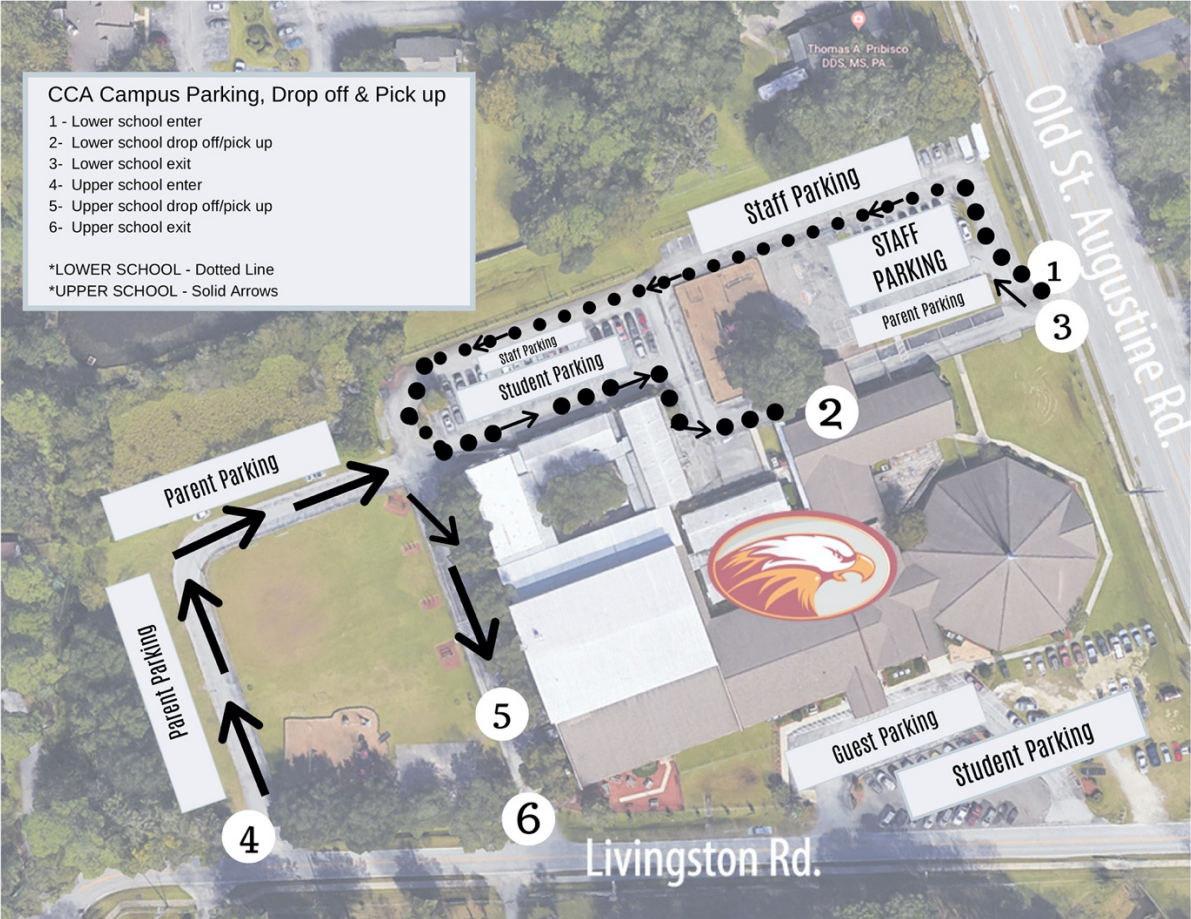 Thomas A. Pribisco
DDS, MS, PA
CCA Campus Parking, Drop off & Pick up
1 - Lower school enter
2- Lower school drop off/pick up
3- Lower school exit
4- Upper school enter
5- Upper school drop off/pick up
6- Upper school exit
*LOWER SCHOOL - Dotted Line
*UPPER SCHOOL - Solid Arrows
Old St. Augustine Rd.
Staff Parking
STAFF
PARKING
Parent Parking
1
3
Staff Parking
Student Parking
2
Parent Parking
Parent Parking
5
Guest Parking
Student Parking
6
4
Livingston Rd.